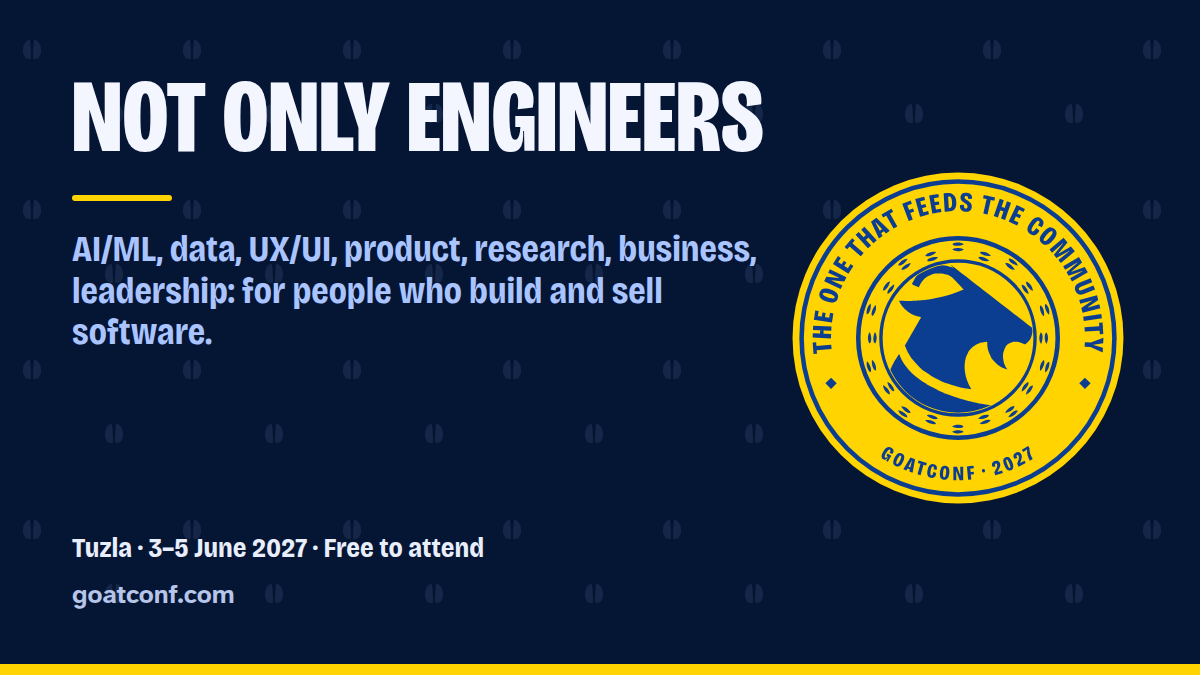 NOT ONLY ENGINEERS
AI/ML, data, UX/UI, product, research, business,
leadership: for people who build and sell
software.
THE ONE THAT FEEDS THE COMMUNITY
GOATCONF · 2027
Tuzla · 3–5 June 2027 · Free to attend
goatconf.com